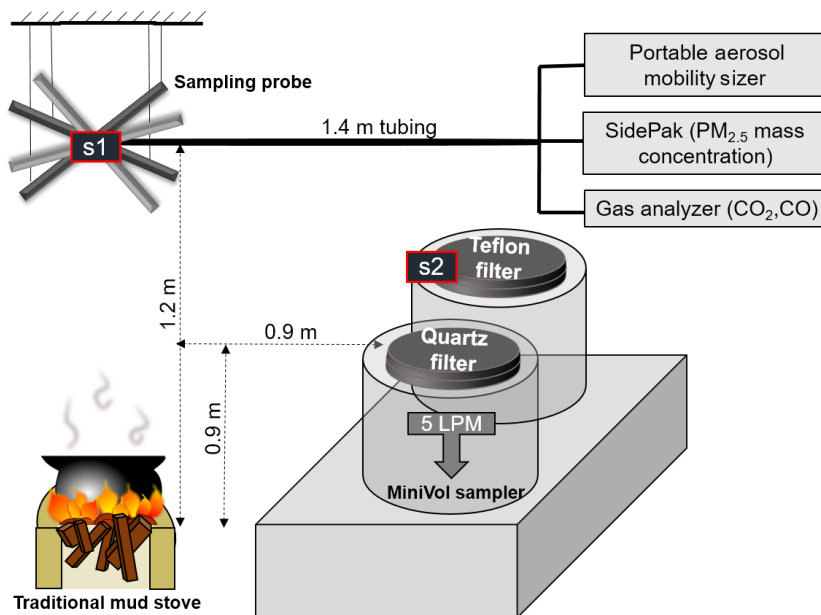 Sampling probe
s1
1.4 m tubing
Portable aerosol
mobility sizer
SidePak (PM2.5 mass
concentration)
Gas analyzer (CO2,CO)
Teflon
filter
s2
1.2 m
0.9 m
Quartz
filter
0.9 m
5 LPM
MiniVol sampler
Traditional mud stove